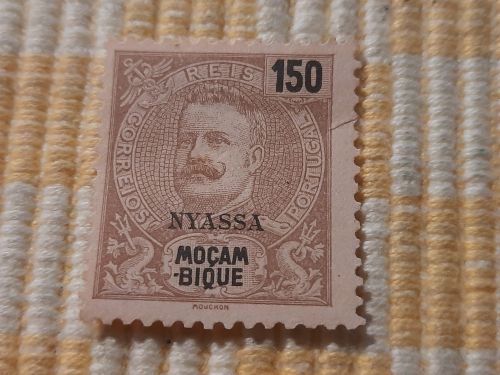 REIS
150
CORREIOS
PORTUGAL
NYASSA
MOÇAM
-BIQUE
MOUCHON